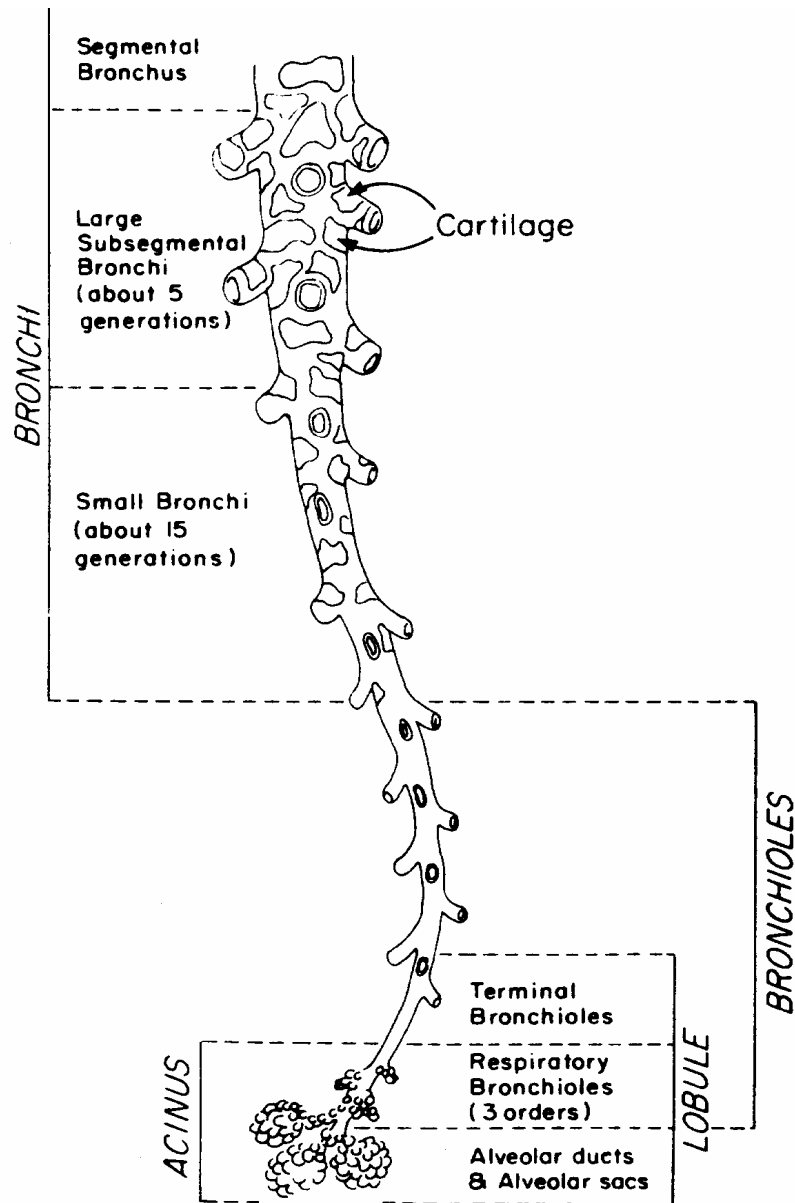 Segmental
Bronchus
Large
Subsegmental
Bronchi
(about 5
generations)
Cartilage
BRONCHI
Small Bronchi
(about 15
generations)
BRONCHIOLES
Terminal
Bronchioles
LOBULE
ACINUS
Respiratory
Bronchioles
(3 orders)
Alveolar ducts
& Alveolar sacs